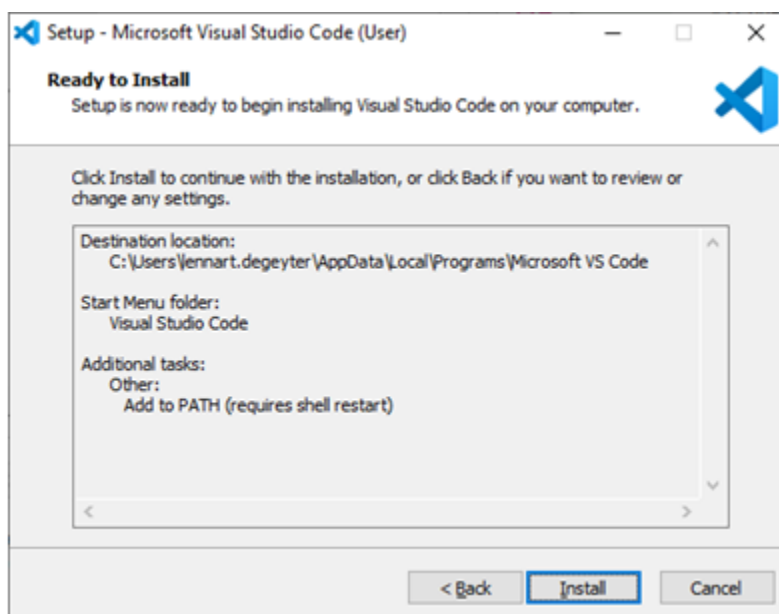 Setup - Microsoft Visual Studio Code (User)
Ready to Install
Setup is now ready to begin installing Visual Studio Code on your computer.
Click Install to continue with the installation, or click Back if you want to review or
change any settings.
Destination location:
C:\Users\lennart.degeyter\AppData\Local\Programs\Microsoft VS Code
Start Menu folder:
Visual Studio Code
Additional tasks:
Other:
Add to PATH (requires shell restart)
< Back Install Cancel